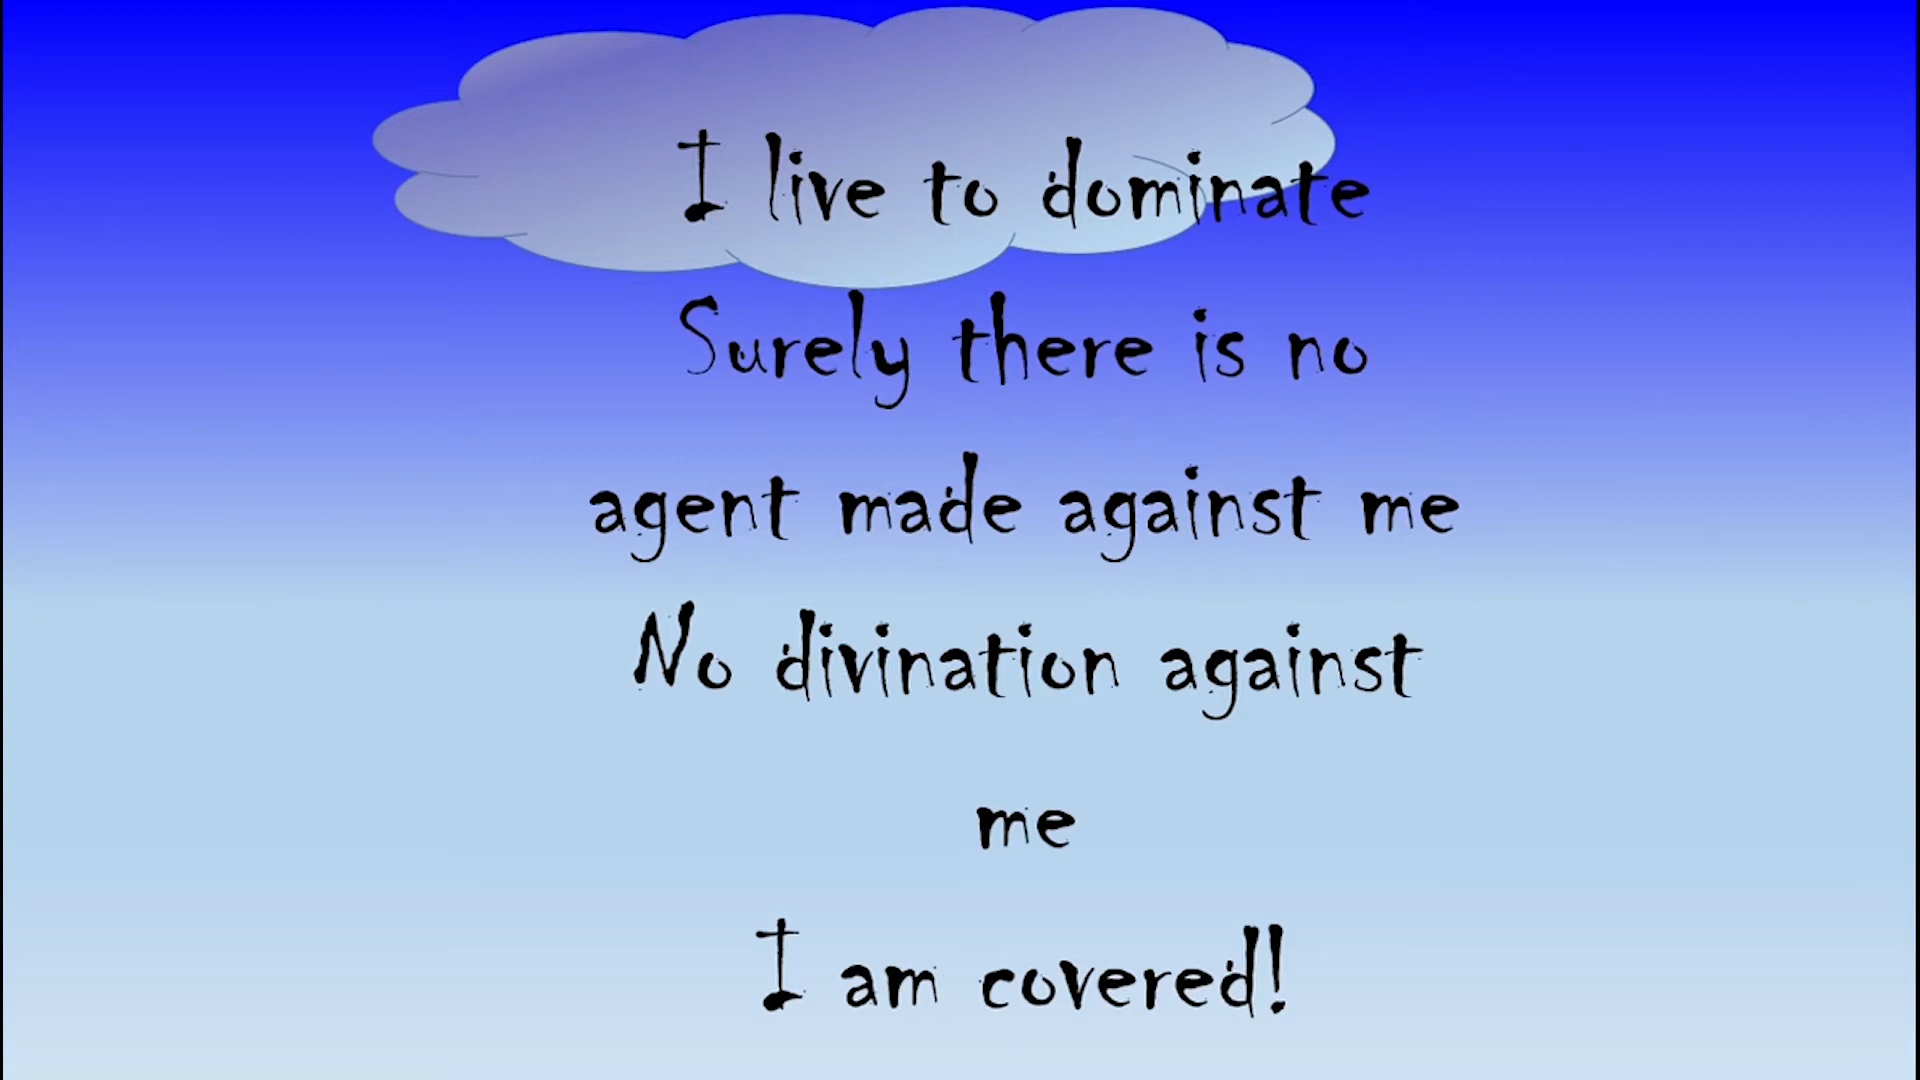 I live to dominate
Surely there is no
agent made against me
No divination against
me
I am covered!